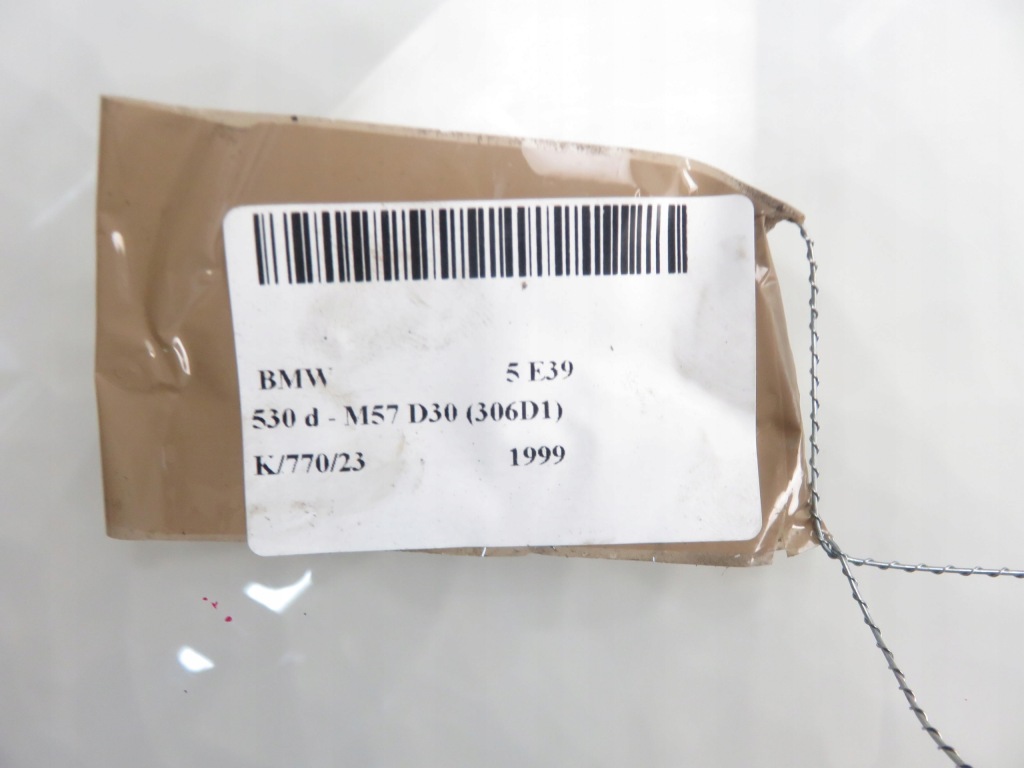 BMW 5 E39
530 d - M57 D30 (306D1)
K/770/23 1999